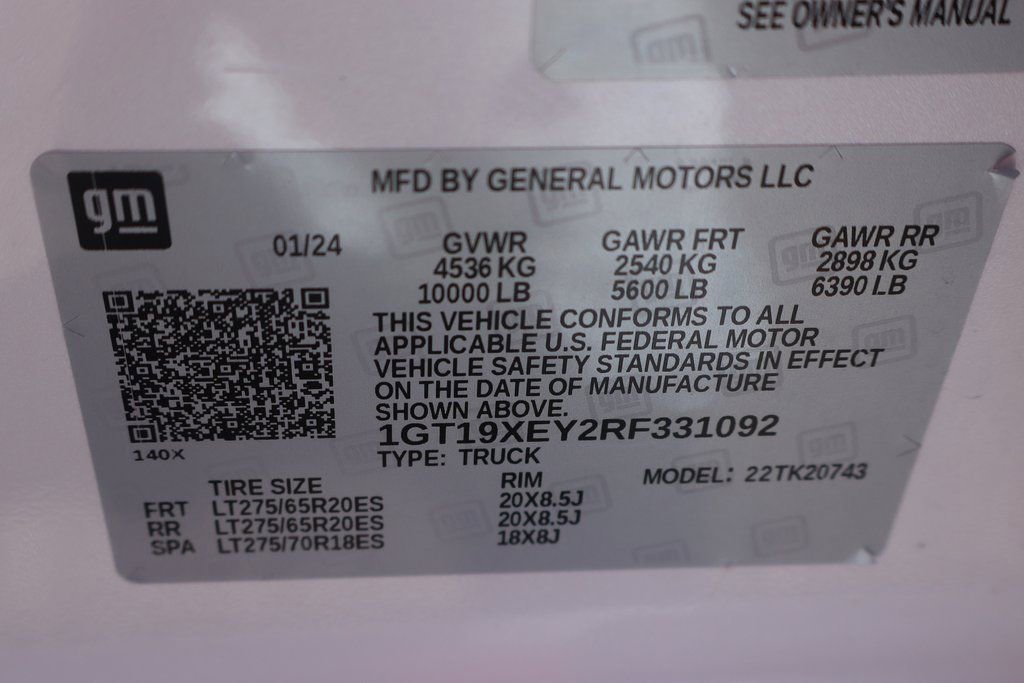 SEE OWNER'S MANUAL
gm
MFD BY GENERAL MOTORS LLC
01/24 GVWR GAWR FRT GAWR RR
4536 KG 2540 KG 2898 KG
10000 LB 5600 LB 6390 LB
THIS VEHICLE CONFORMS TO ALL
APPLICABLE U.S. FEDERAL MOTOR
VEHICLE SAFETY STANDARDS IN EFFECT
ON THE DATE OF MANUFACTURE
SHOWN ABOVE.
1GT19XEY2RF331092
140X
TYPE: TRUCK
MODEL: 22TK20743
TIRE SIZE RIM
FRT LT275/65R20ES 20X8.5J
RR LT275/65R20ES 20X8.5J
SPA LT275/70R18ES 18X8J